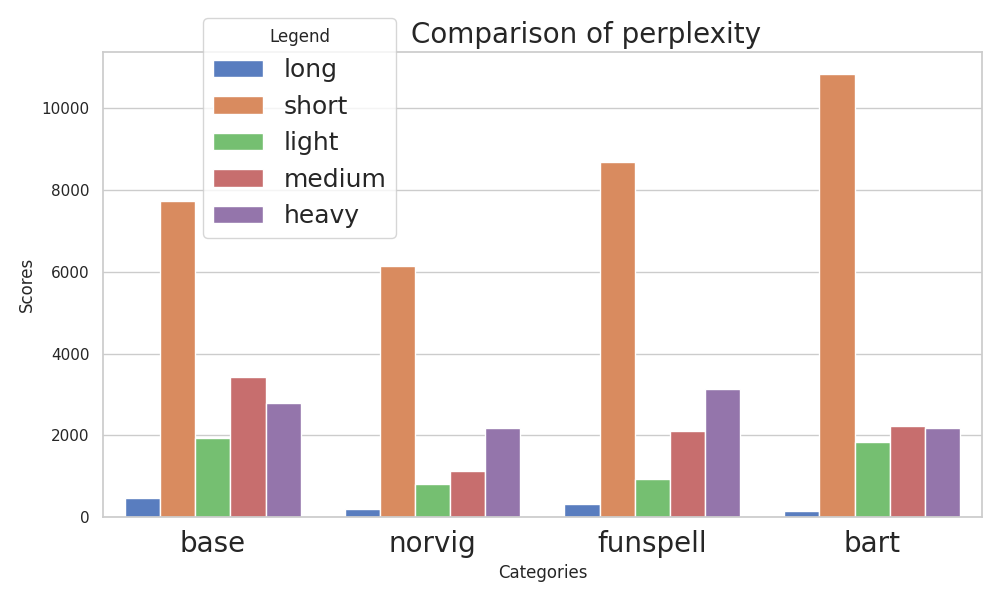 Comparison of perplexity
Legend
long
short
light
medium
heavy
Scores
10000
8000
6000
4000
2000
0
base norvig funspell bart
Categories